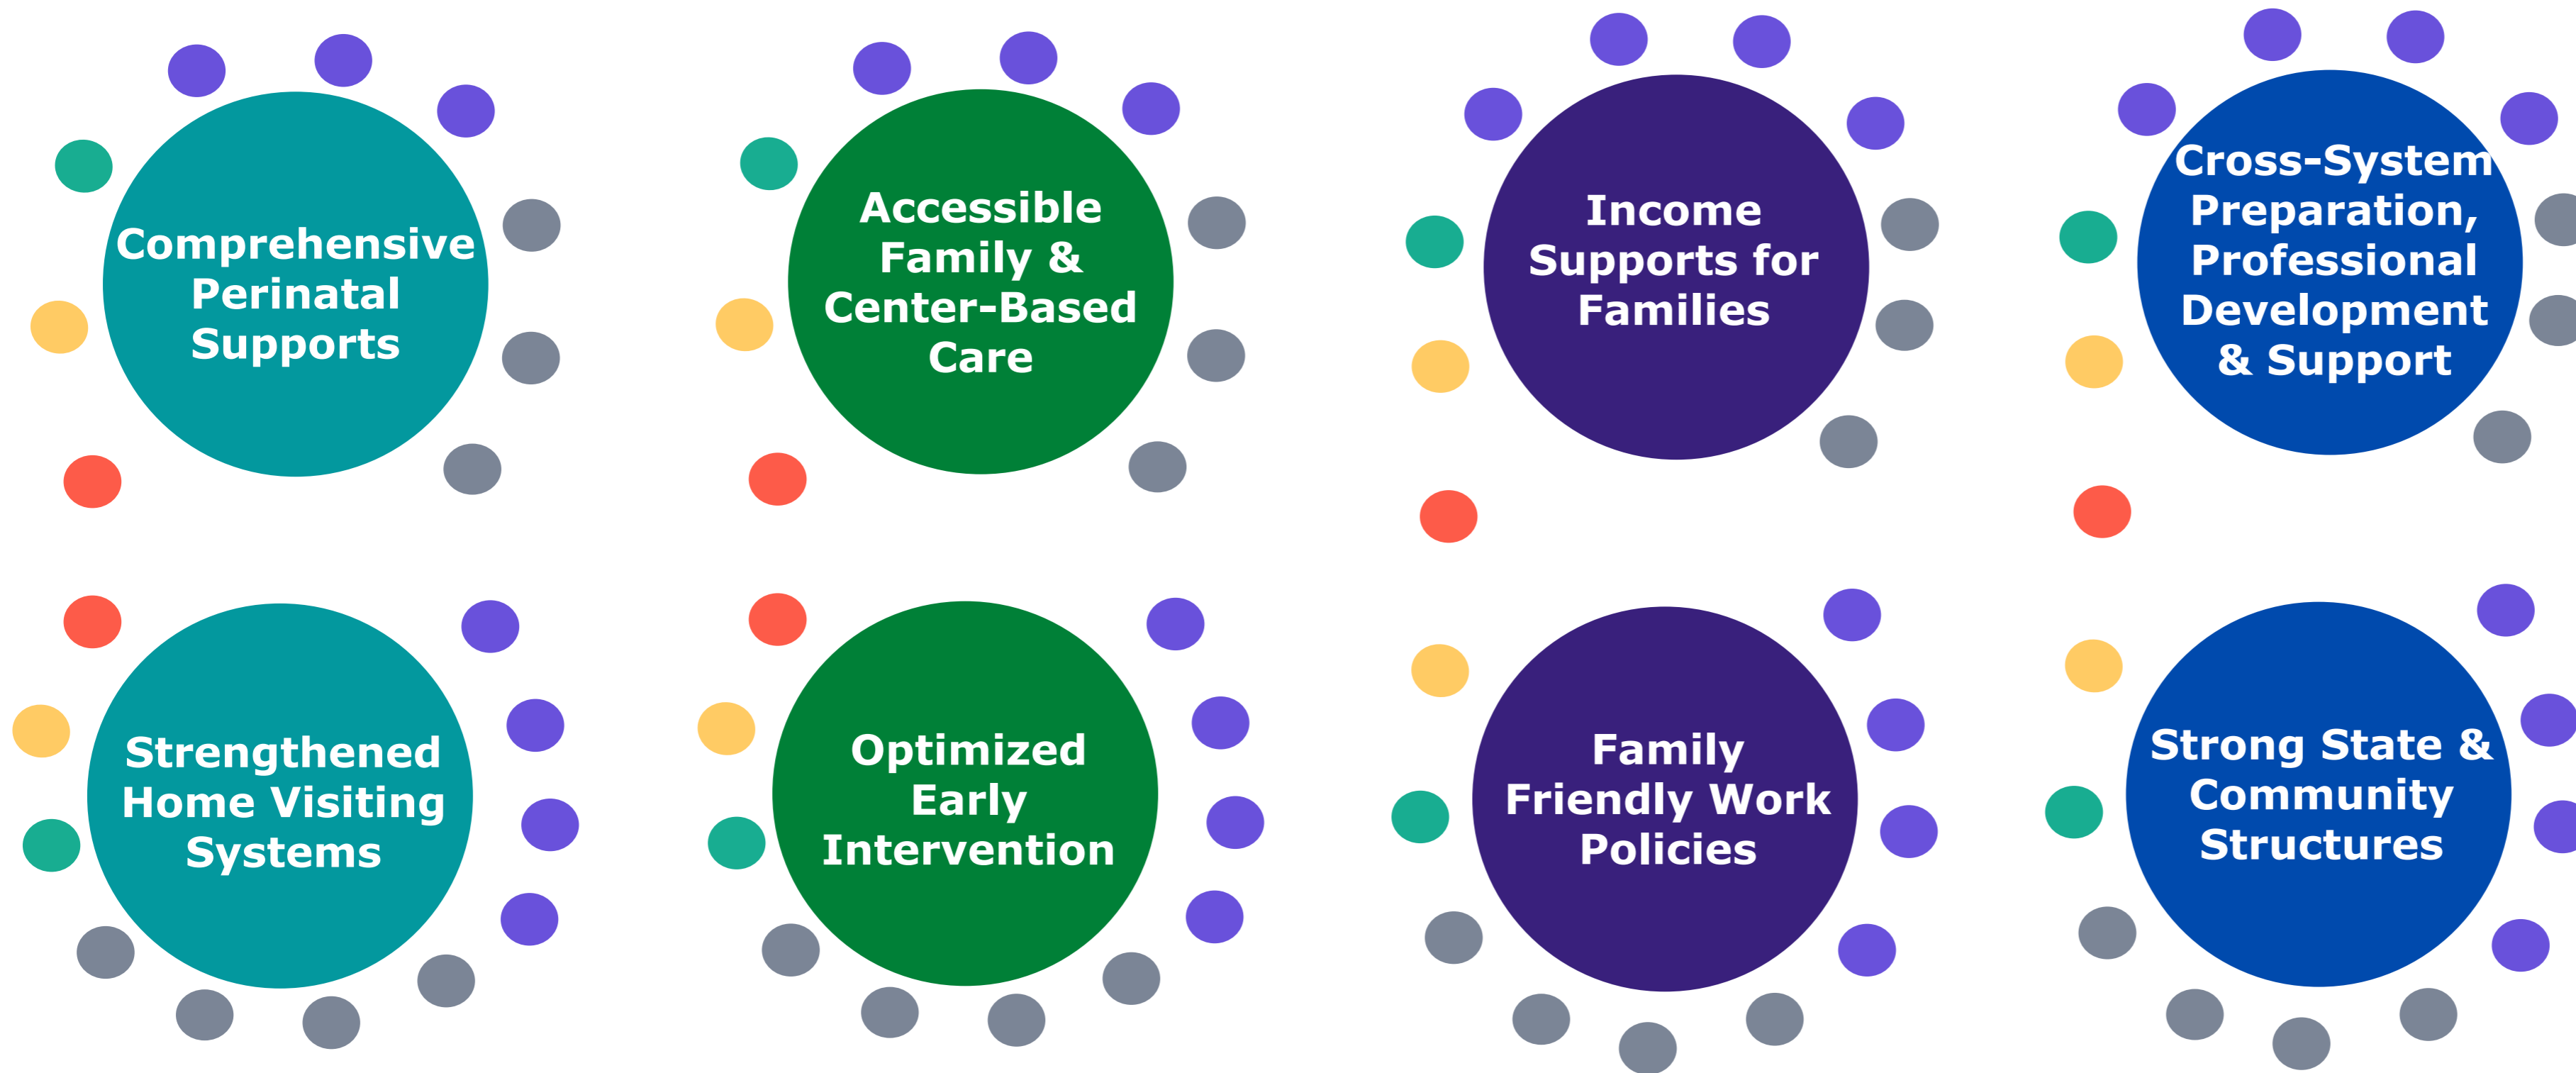 Comprehensive
Perinatal
Supports
Accessible
Family &
Center-Based
Care
Income
Supports for
Families
Cross-System
Preparation,
Professional
Development
& Support
Strengthened
Home Visiting
Systems
Optimized
Early
Intervention
Family
Friendly Work
Policies
Strong State &
Community
Structures